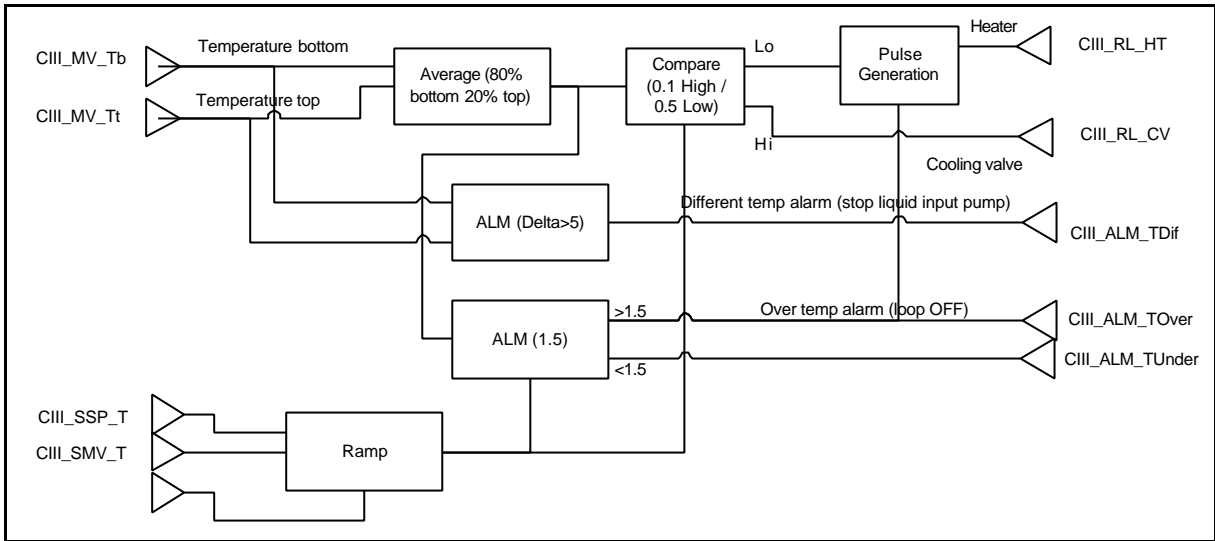 CIII_MV_Tb
Temperature bottom
CIII_MV_Tt
Temperature top
Average (80%
bottom 20% top)
Compare
(0.1 High /
0.5 Low)
Lo
Hi
Pulse
Generation
Heater
CIII_RL_HT
CIII_RL_CV
Cooling valve
ALM (Delta>5)
Different temp alarm (stop liquid input pump)
CIII_ALM_TDif
ALM (1.5)
>1.5
Over temp alarm (loop OFF)
CIII_ALM_TOver
<1.5
CIII_ALM_TUnder
CIII_SSP_T
CIII_SMV_T
Ramp